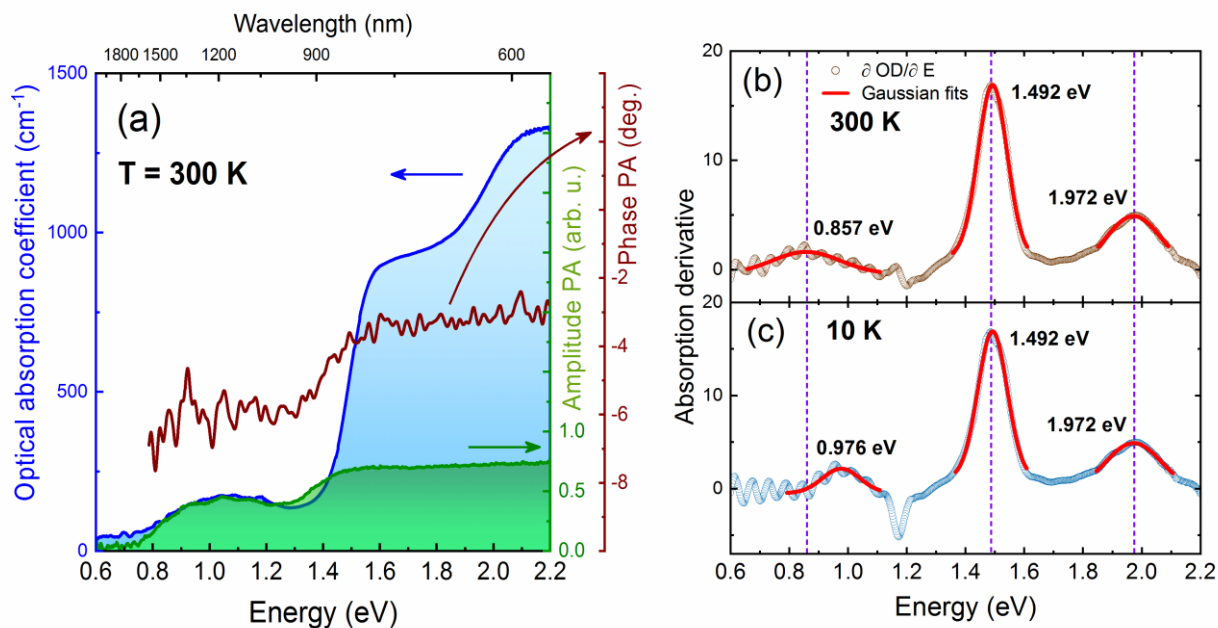 Wavelength (nm)
1800 1500 1200 900 600
(a)
T = 300 K
Optical absorption coefficient (cm⁻¹)
1500
1000
500
0
Amplitude PA (arb. u.)
1.0
0.5
0.0
Phase PA (deg.)
-2
-4
-6
-8
0.6 0.8 1.0 1.2 1.4 1.6 1.8 2.0 2.2
Energy (eV)
Absorption derivative
20
10
0
(b)
∂ OD/∂ E
Gaussian fits
300 K
1.492 eV
1.972 eV
0.857 eV
20
10
0
(c)
10 K
1.492 eV
1.972 eV
0.976 eV
0.6 0.8 1.0 1.2 1.4 1.6 1.8 2.0 2.2
Energy (eV)